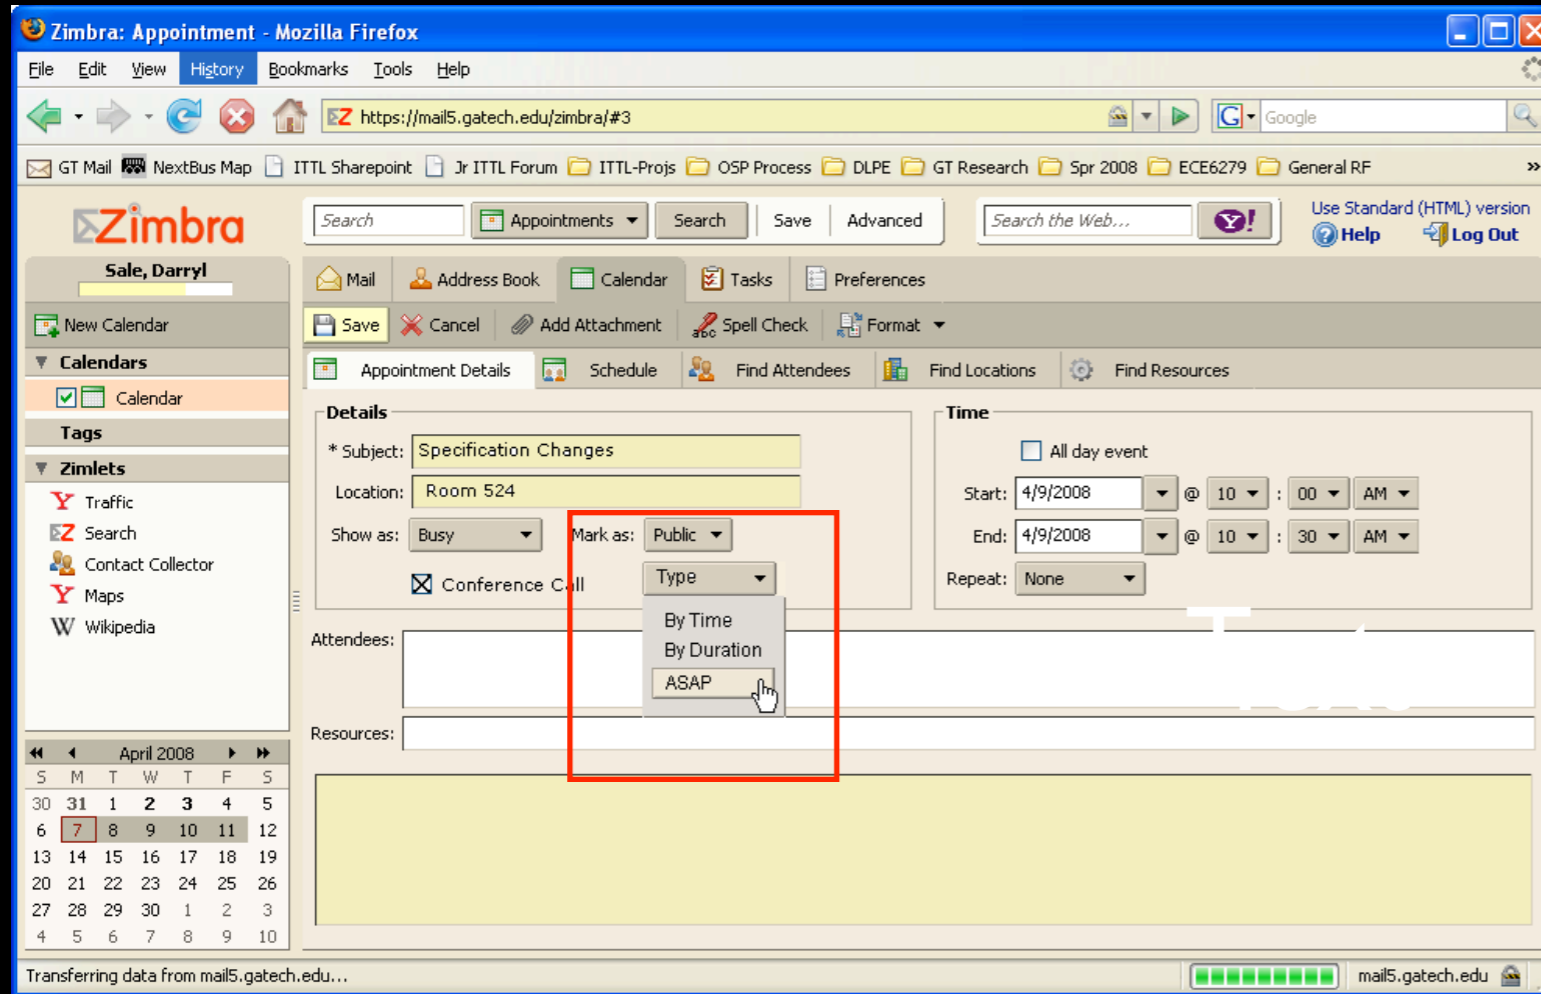 Zimbra: Appointment - Mozilla Firefox
File Edit View History Bookmarks Tools Help
https://mail5.gatech.edu/zimbra/#3 G Google
GT Mail NextBus Map ITTL Sharepoint Jr ITTL Forum ITTL-Projs OSP Process DLPE GT Research Spr 2008 ECE6279 General RF »
Zimbra Search Appointments Search Save Advanced Search the Web... Y! Use Standard (HTML) version
Help Log Out
Sale, Darryl
Mail Address Book Calendar Tasks Preferences
New Calendar Save Cancel Add Attachment abc Spell Check Format
Calendars
Appointment Details Schedule Find Attendees Find Locations Find Resources
Calendar
Details Time
Tags
* Subject: Specification Changes All day event
Zimlets
Location: Room 524 Start: 4/9/2008 @ 10 : 00 AM
Traffic
Search Show as: Busy Mark as: Public End: 4/9/2008 @ 10 : 30 AM
Contact Collector Conference Call Type Repeat: None
Maps
Wikipedia
By Time
Attendees: By Duration
ASAP
Text
Resources:
April 2008
S M T W T F S
30 31 1 2 3 4 5
6 7 8 9 10 11 12
13 14 15 16 17 18 19
20 21 22 23 24 25 26
27 28 29 30 1 2 3
4 5 6 7 8 9 10
Transferring data from mail5.gatech.edu... mail5.gatech.edu